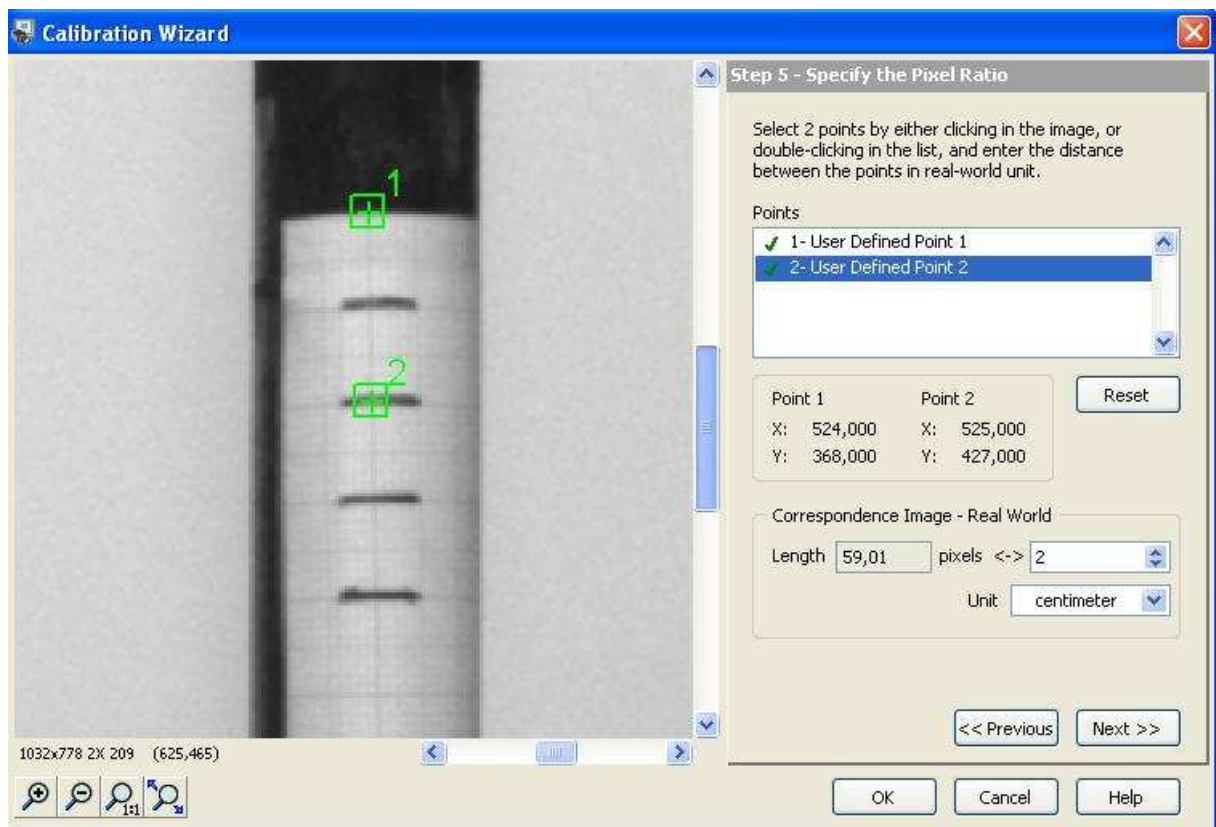 Calibration Wizard
1
2
1032x778 2X 209 (625,465)
1:1
Step 5 - Specify the Pixel Ratio
Select 2 points by either clicking in the image, or
double-clicking in the list, and enter the distance
between the points in real-world unit.
Points
1- User Defined Point 1
2- User Defined Point 2
Point 1 Point 2
X: 524,000 X: 525,000
Y: 368,000 Y: 427,000
Reset
Correspondence Image - Real World
Length 59,01 pixels <-> 2
Unit centimeter
<< Previous Next >>
OK Cancel Help